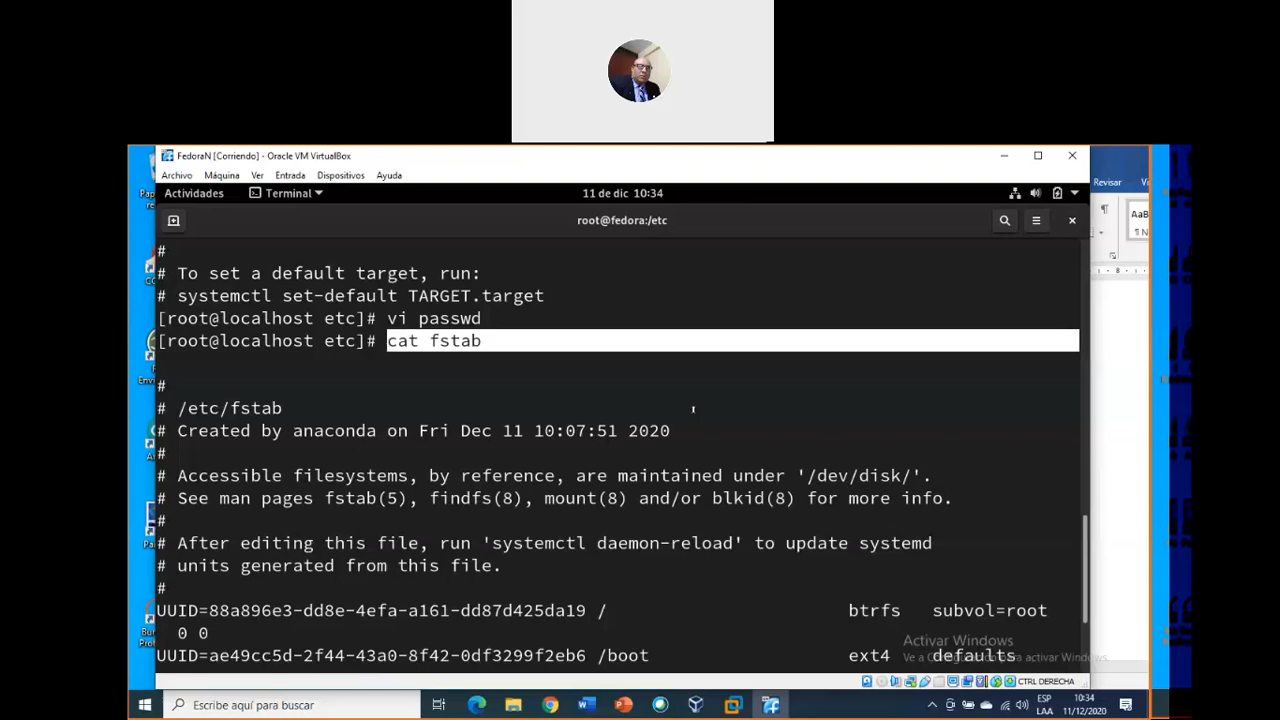 FedoraN [Corriendo] - Oracle VM VirtualBox
Archivo Máquina Ver Entrada Dispositivos Ayuda
Revisar
Actividades Terminal 11 de dic 10:34
root@fedora:/etc
#
# To set a default target, run:
# systemctl set-default TARGET.target
[root@localhost etc]# vi passwd
[root@localhost etc]# cat fstab
#
# /etc/fstab
# Created by anaconda on Fri Dec 11 10:07:51 2020
#
# Accessible filesystems, by reference, are maintained under '/dev/disk/'.
# See man pages fstab(5), findfs(8), mount(8) and/or blkid(8) for more info.
#
# After editing this file, run 'systemctl daemon-reload' to update systemd
# units generated from this file.
#
UUID=88a896e3-dd8e-4efa-a161-dd87d425da19 / btrfs subvol=root
0 0
UUID=ae49cc5d-2f44-43a0-8f42-0df3299f2eb6 /boot ext4 defaults
Activar Windows
Ve a Configuración para activar Windows.
CTRL DERECHA
Escribe aquí para buscar
ESP
LAA
10:34
11/12/2020